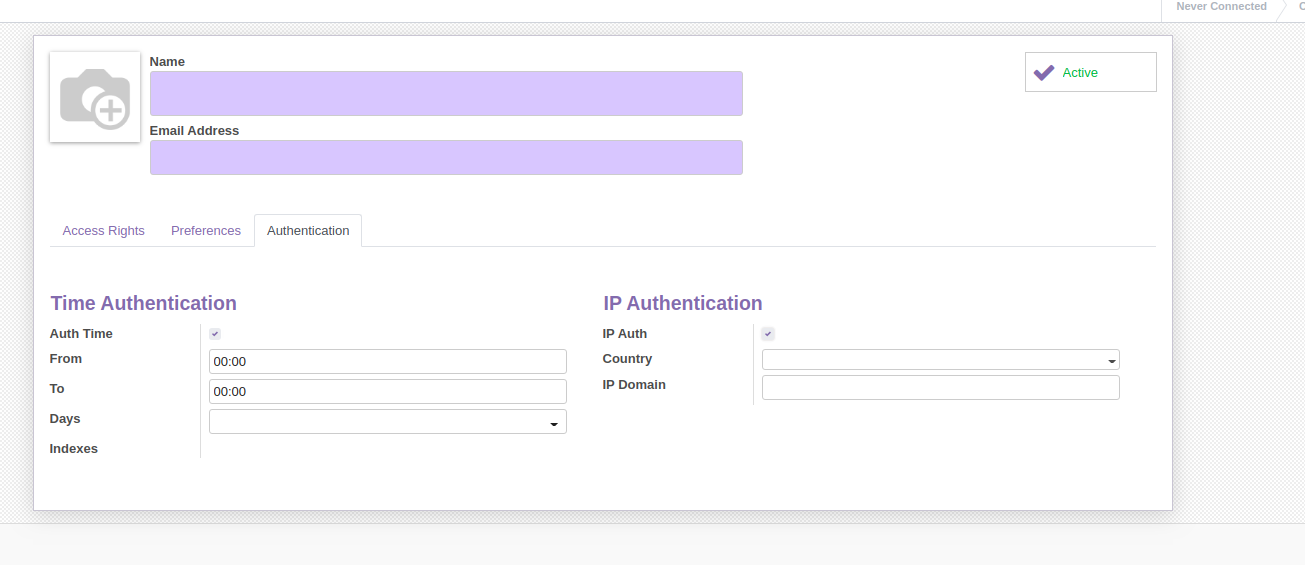 Never Connected
Name
Active
Email Address
Access Rights
Preferences
Authentication
Time Authentication
Auth Time
From
00:00
To
00:00
Days
Indexes
IP Authentication
IP Auth
Country
IP Domain